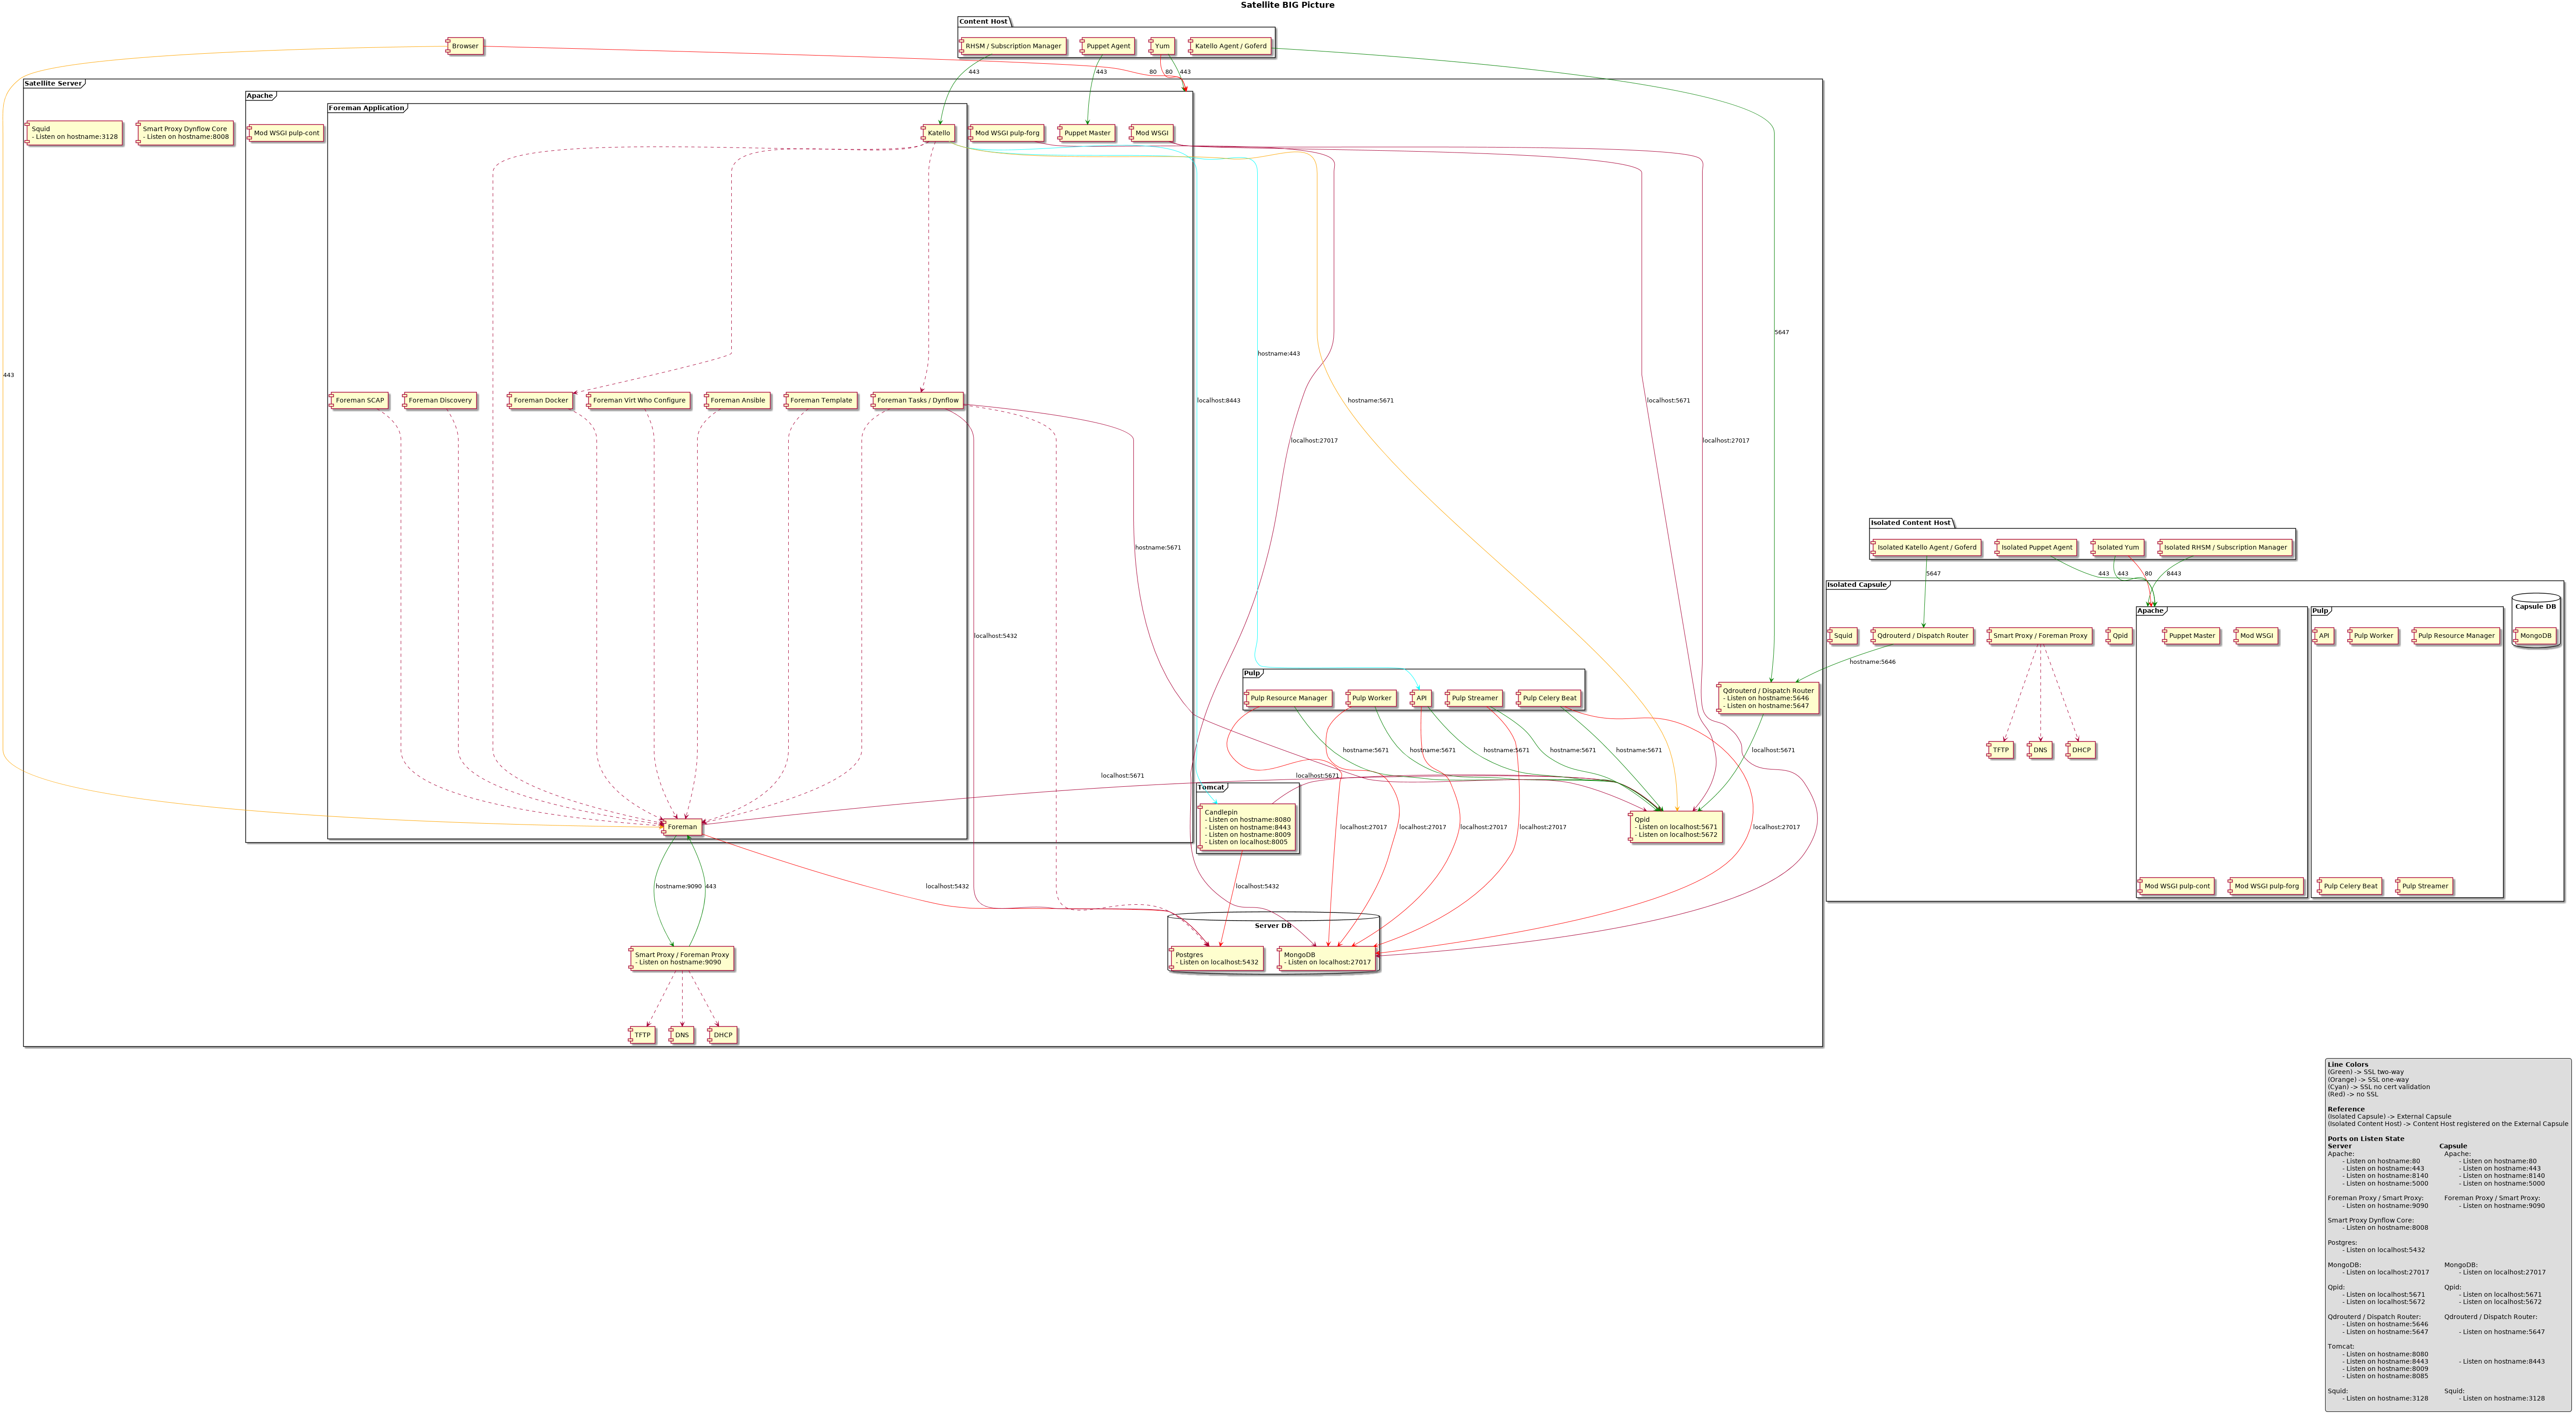 Satellite BIG Picture
Content Host
Browser
RHSM / Subscription Manager
Puppet Agent
Yum
Katello Agent / Goferd
443
443
80
80
443
Satellite Server
Apache
Foreman Application
Squid
- Listen on hostname:3128
Smart Proxy Dynflow Core
- Listen on hostname:8008
Mod WSGI pulp-cont
Katello
Mod WSGI pulp-forg
Puppet Master
Mod WSGI
5647
hostname:443
443
localhost:8443
hostname:5671
localhost:5671
Foreman SCAP
Foreman Discovery
Foreman Docker
Foreman Virt Who Configure
Foreman Ansible
Foreman Template
Foreman Tasks / Dynflow
localhost:27017
localhost:27017
hostname:5671
localhost:5432
Isolated Content Host
Isolated Katello Agent / Goferd
Isolated Puppet Agent
Isolated Yum
Isolated RHSM / Subscription Manager
5647
443
443
80
8443
Isolated Capsule
Apache
Pulp
Capsule DB
Squid
Qdrouterd / Dispatch Router
Smart Proxy / Foreman Proxy
Qpid
Puppet Master
Mod WSGI
API
Pulp Worker
Pulp Resource Manager
MongoDB
hostname:5646
Pulp
Pulp Resource Manager
Pulp Worker
API
Pulp Streamer
Pulp Celery Beat
Qdrouterd / Dispatch Router
- Listen on hostname:5646
- Listen on hostname:5647
hostname:5671
hostname:5671
hostname:5671
hostname:5671
hostname:5671
localhost:5671
TFTP
DNS
DHCP
localhost:5671
localhost:5671
Tomcat
Candlepin
- Listen on hostname:8080
- Listen on hostname:8443
- Listen on hostname:8009
- Listen on localhost:8005
Foreman
localhost:27017
localhost:27017
localhost:27017
localhost:27017
localhost:27017
Qpid
- Listen on localhost:5671
- Listen on localhost:5672
hostname:9090
443
localhost:5432
localhost:5432
Mod WSGI pulp-cont
Mod WSGI pulp-forg
Pulp Celery Beat
Pulp Streamer
Server DB
Smart Proxy / Foreman Proxy
- Listen on hostname:9090
Postgres
- Listen on localhost:5432
MongoDB
- Listen on localhost:27017
TFTP
DNS
DHCP
Line Colors
(Green) -> SSL two-way
(Orange) -> SSL one-way
(Cyan) -> SSL no cert validation
(Red) -> no SSL
Reference
(Isolated Capsule) -> External Capsule
(Isolated Content Host) -> Content Host registered on the External Capsule
Ports on Listen State
Server Capsule
Apache: Apache:
- Listen on hostname:80 - Listen on hostname:80
- Listen on hostname:443 - Listen on hostname:443
- Listen on hostname:8140 - Listen on hostname:8140
- Listen on hostname:5000 - Listen on hostname:5000
Foreman Proxy / Smart Proxy: Foreman Proxy / Smart Proxy:
- Listen on hostname:9090 - Listen on hostname:9090
Smart Proxy Dynflow Core:
- Listen on hostname:8008
Postgres:
- Listen on localhost:5432
MongoDB: MongoDB:
- Listen on localhost:27017 - Listen on localhost:27017
Qpid: Qpid:
- Listen on localhost:5671 - Listen on localhost:5671
- Listen on localhost:5672 - Listen on localhost:5672
Qdrouterd / Dispatch Router: Qdrouterd / Dispatch Router:
- Listen on hostname:5646
- Listen on hostname:5647 - Listen on hostname:5647
Tomcat:
- Listen on hostname:8080
- Listen on hostname:8443 - Listen on hostname:8443
- Listen on hostname:8009
- Listen on hostname:8085
Squid: Squid:
- Listen on hostname:3128 - Listen on hostname:3128